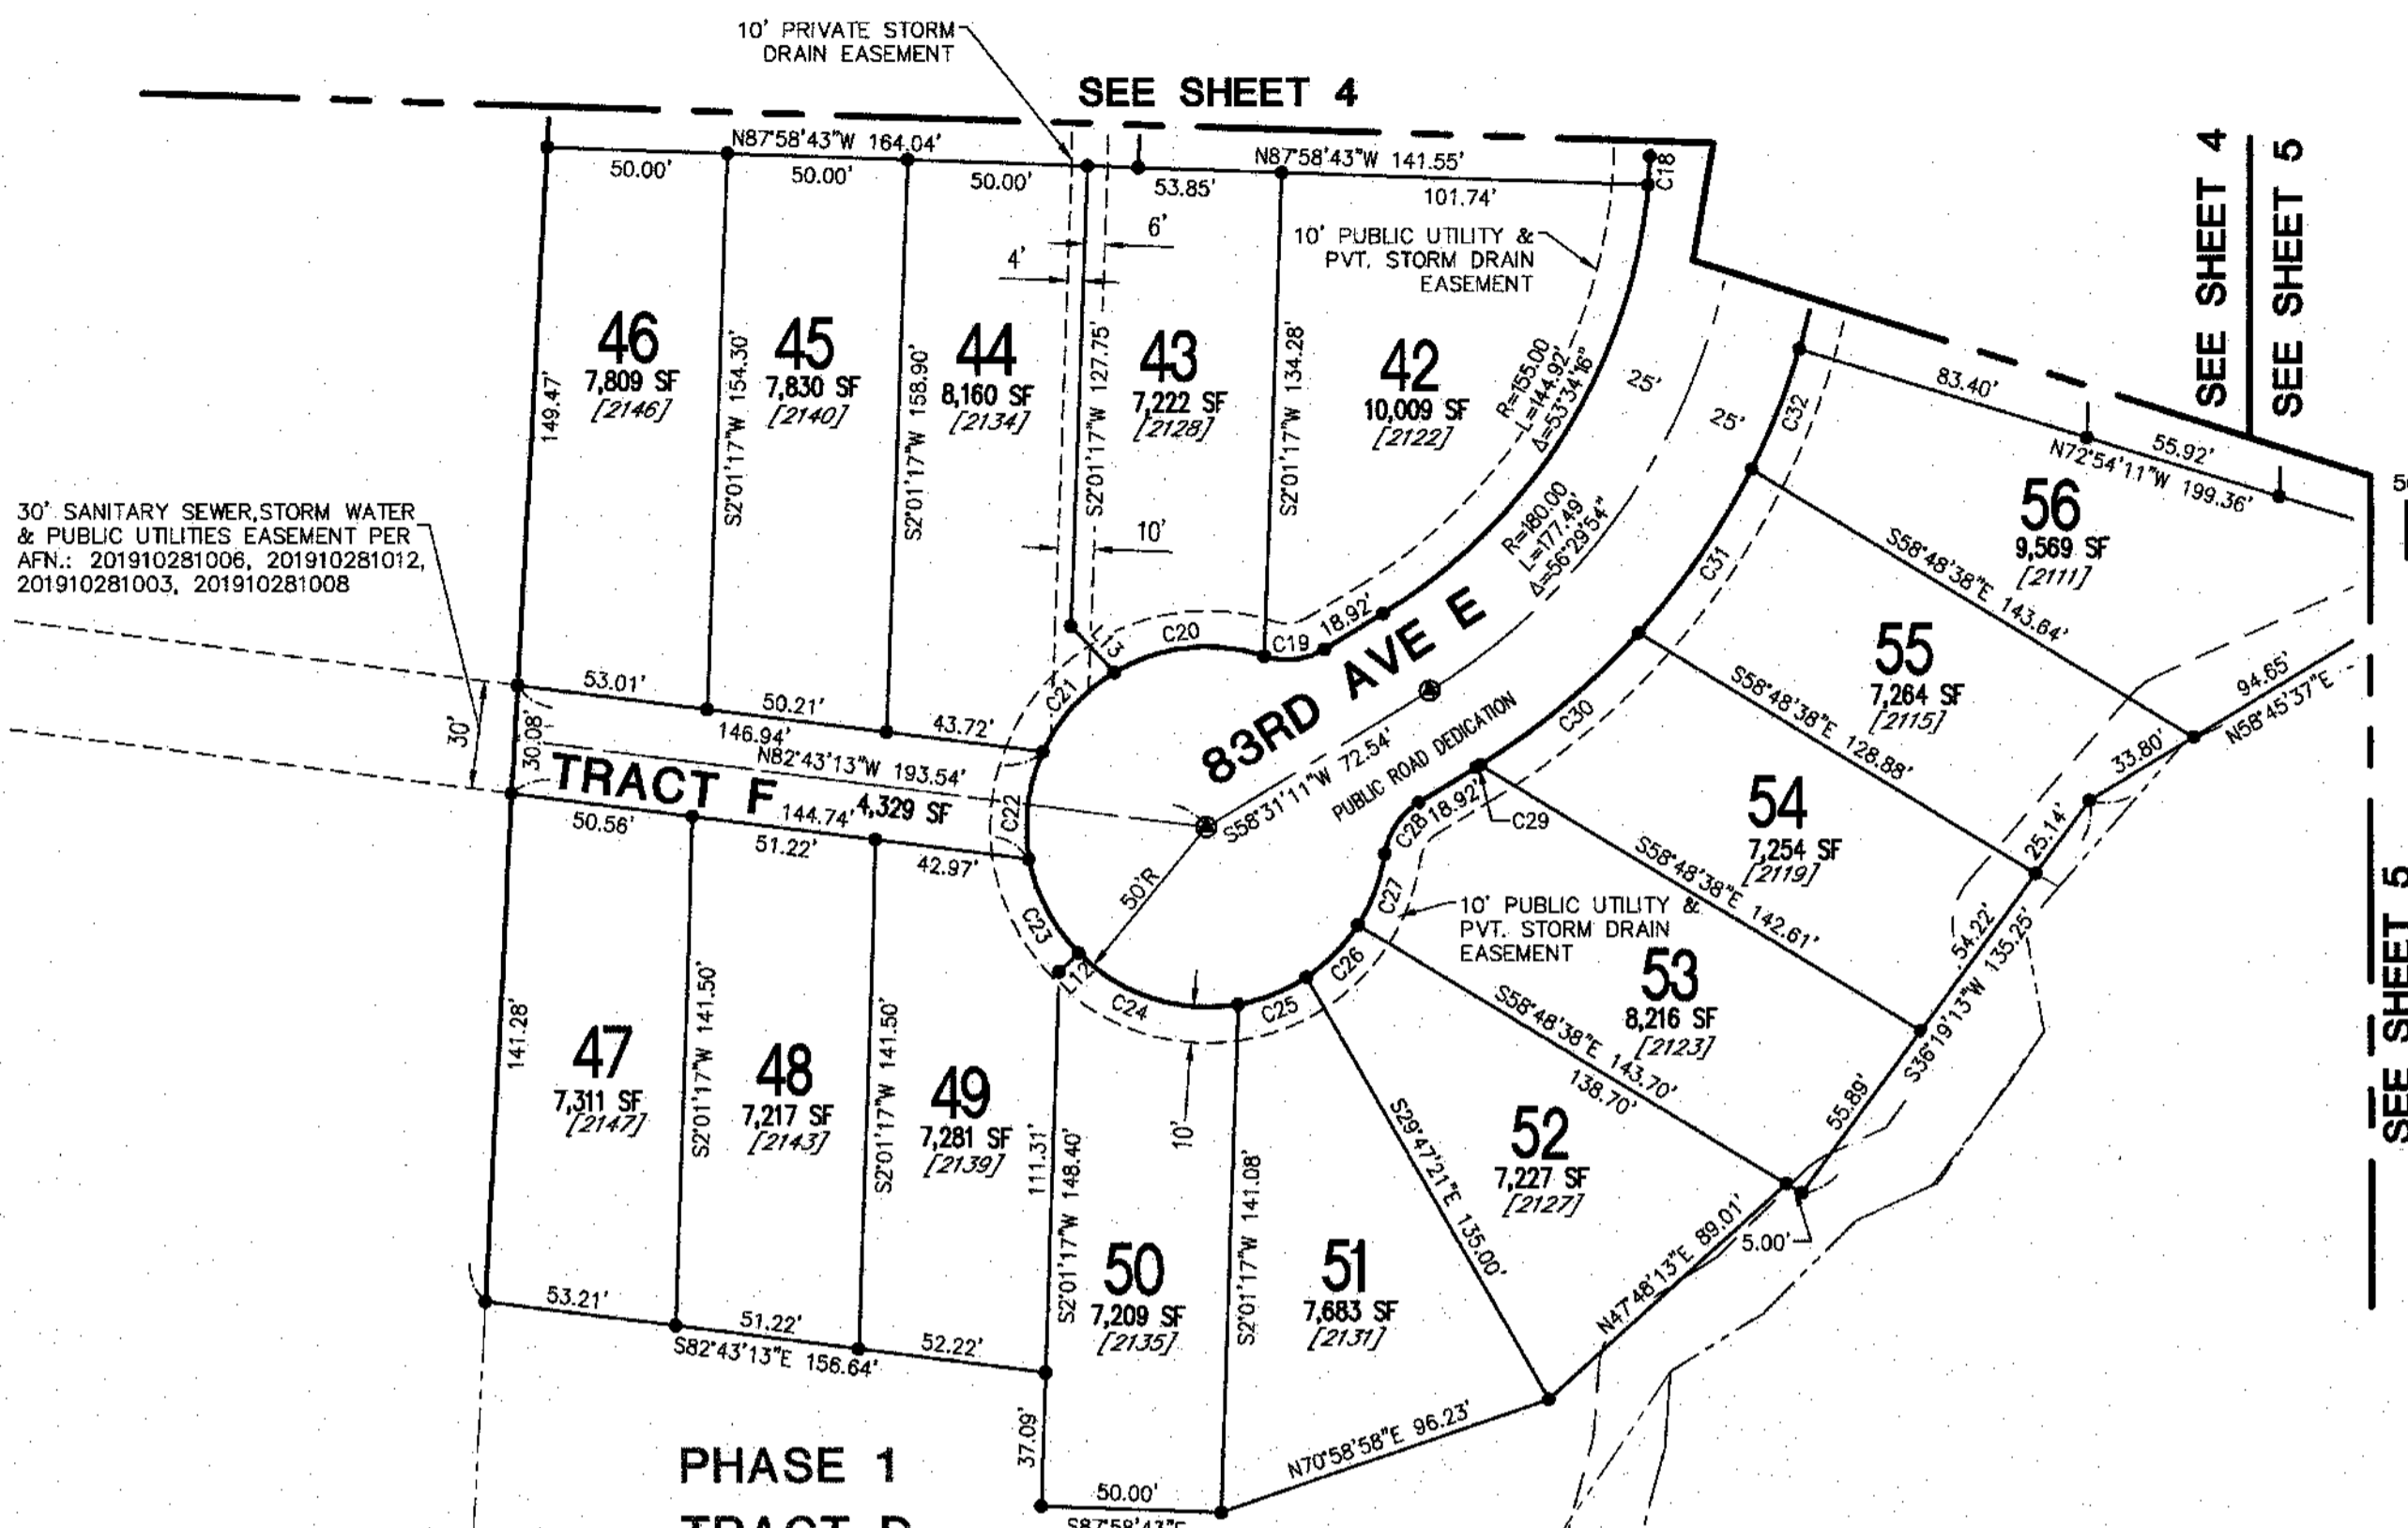 10' PRIVATE STORM
DRAIN EASEMENT
SEE SHEET 4
SEE SHEET 4
SEE SHEET 5
N87°58'43"W 164.04'
50.00'
50.00'
50.00'
53.85'
N87°58'43"W 141.55'
101.74'
C18
6'
4'
10' PUBLIC UTILITY &
PVT. STORM DRAIN
EASEMENT
46
7,809 SF
[2146]
149.47'
S2°01'17"W 154.30'
45
7,830 SF
[2140]
S2°01'17"W 158.90'
44
8,160 SF
[2134]
S2°01'17"W 127.75'
43
7,222 SF
[2128]
S2°01'17"W 134.28'
42
10,009 SF
[2122]
R=155.00
L=144.92'
Δ=53°34'16"
25'
25'
R=180.00
L=177.49'
Δ=56°29'54"
C32
83.40'
55.92'
N72°54'11"W 199.36'
56
9,569 SF
[2111]
S58°48'38"E 143.64'
C31
30' SANITARY SEWER,STORM WATER
& PUBLIC UTILITIES EASEMENT PER
AFN.: 201910281006, 201910281012,
201910281003, 201910281008
10'
L13
C20
C19
18.92'
C21
83RD AVE E
S58°31'11"W 72.54'
PUBLIC ROAD DEDICATION
55
7,264 SF
[2115]
S58°48'38"E 128.88'
94.65'
N58°45'37"E
33.80'
25.14'
C30
53.01'
50.21'
43.72'
146.94'
N82°43'13"W 193.54'
30'
30.08'
TRACT F
4,329 SF
144.74'
50.56'
51.22'
42.97'
C22
50'R
C28
18.92'
C29
54
7,254 SF
[2119]
S58°48'38"E 142.61'
54.22'
S36°19'13"W 135.25'
SEE SHEET 5
C23
L12
C24
C25
C26
C27
10' PUBLIC UTILITY &
PVT. STORM DRAIN
EASEMENT
53
8,216 SF
[2123]
S58°48'38"E 143.70'
138.70'
55.89'
5.00'
141.28'
47
7,311 SF
[2147]
S2°01'17"W 141.50'
48
7,217 SF
[2143]
S2°01'17"W 141.50'
49
7,281 SF
[2139]
111.31'
S2°01'17"W 148.40'
10'
50
7,209 SF
[2135]
S2°01'17"W 141.08'
51
7,683 SF
[2131]
S29°47'21"E 135.00'
52
7,227 SF
[2127]
N47°48'13"E 89.01'
53.21'
51.22'
52.22'
S82°43'13"E 156.64'
37.09'
N70°58'58"E 96.23'
50.00'
S87°58'43"E
PHASE 1
TRACT D